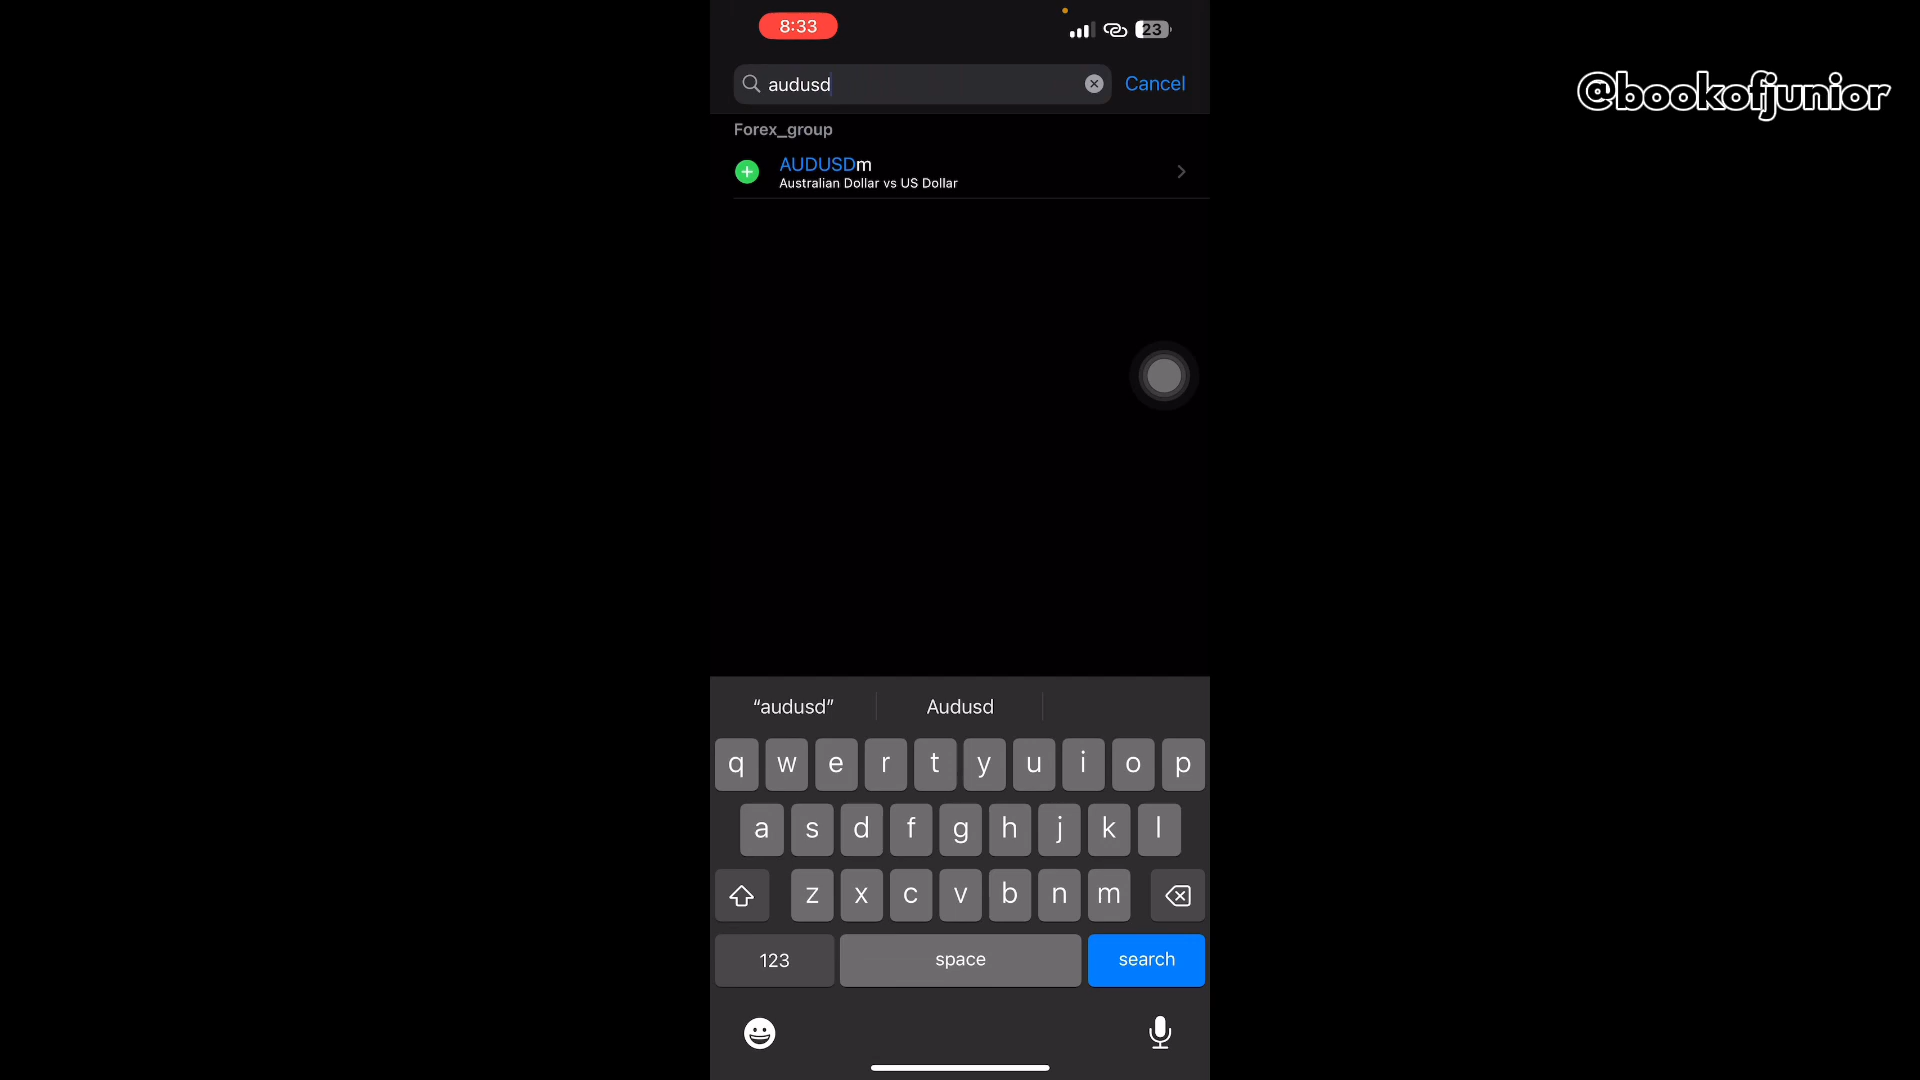 8:33
23
@bookofjunior
audusd
Cancel
Forex_group
AUDUSDm
Australian Dollar vs US Dollar
“audusd”
Audusd
q w e r t y u i o p
a s d f g h j k l
z x c v b n m
123
space
search